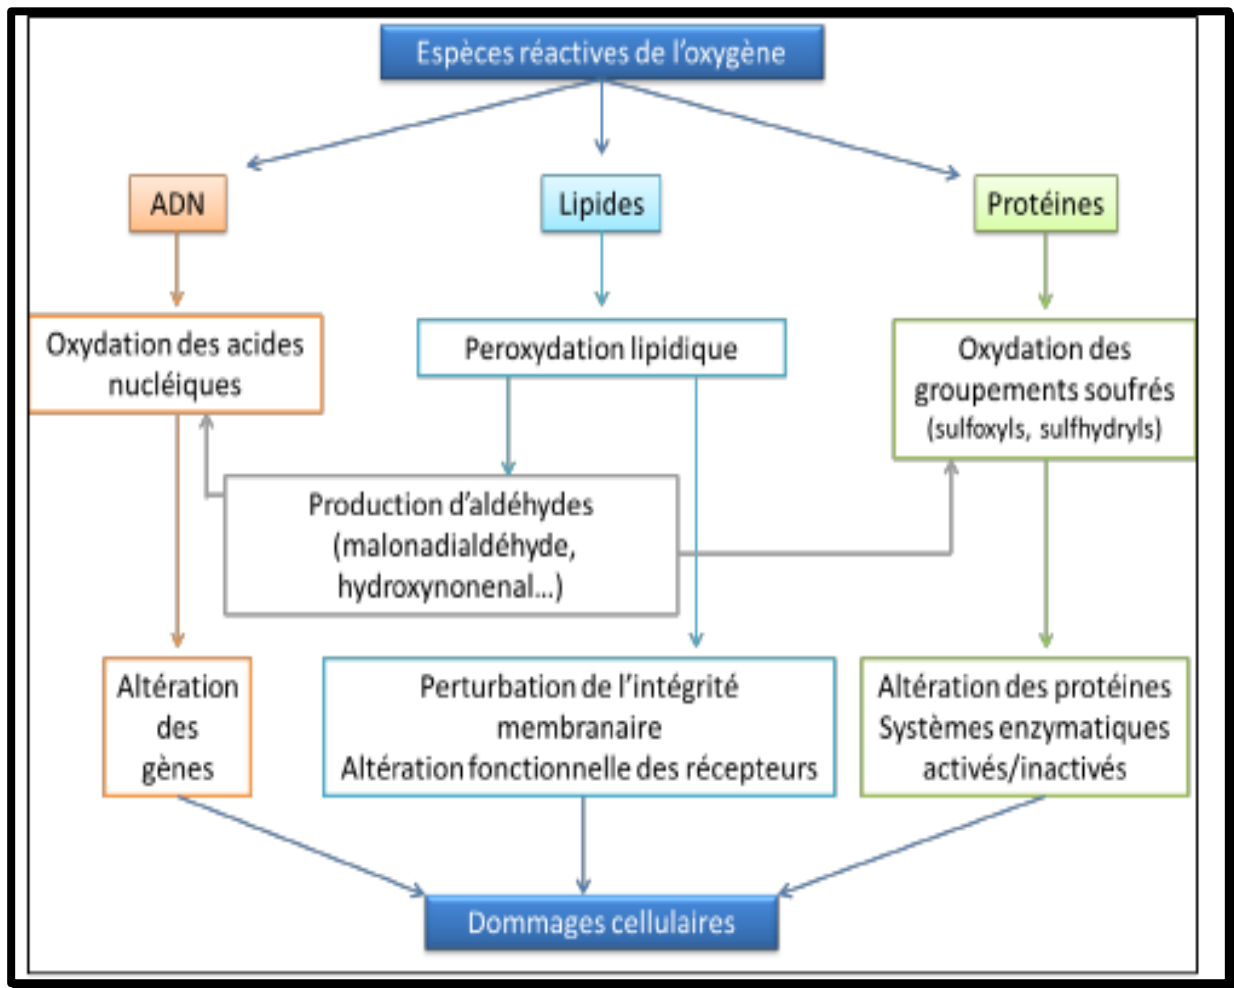 Espèces réactives de l'oxygène
ADN
Lipides
Protéines
Oxydation des acides
nucléiques
Peroxydation lipidique
Oxydation des
groupements soufrés
(sulfoxyls, sulfhydryls)
Production d'aldéhydes
(malonadialdéhyde,
hydroxynonenal...)
Altération
des
gènes
Perturbation de l'intégrité
membranaire
Altération fonctionnelle des récepteurs
Altération des protéines
Systèmes enzymatiques
activés/inactivés
Dommages cellulaires